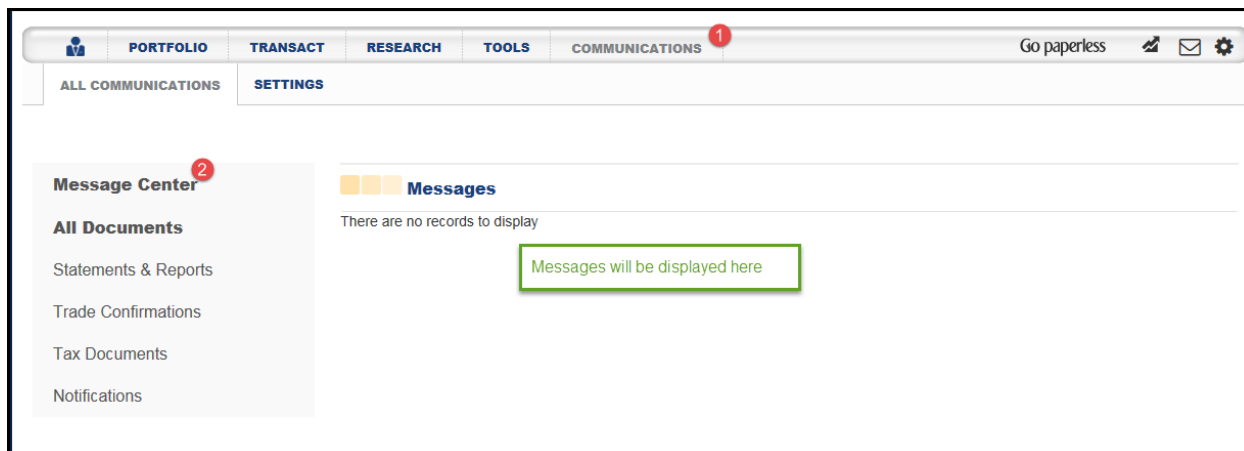 PORTFOLIO TRANSACT RESEARCH TOOLS COMMUNICATIONS 1 Go paperless
ALL COMMUNICATIONS SETTINGS
Message Center 2
All Documents
Statements & Reports
Trade Confirmations
Tax Documents
Notifications
Messages
There are no records to display
Messages will be displayed here